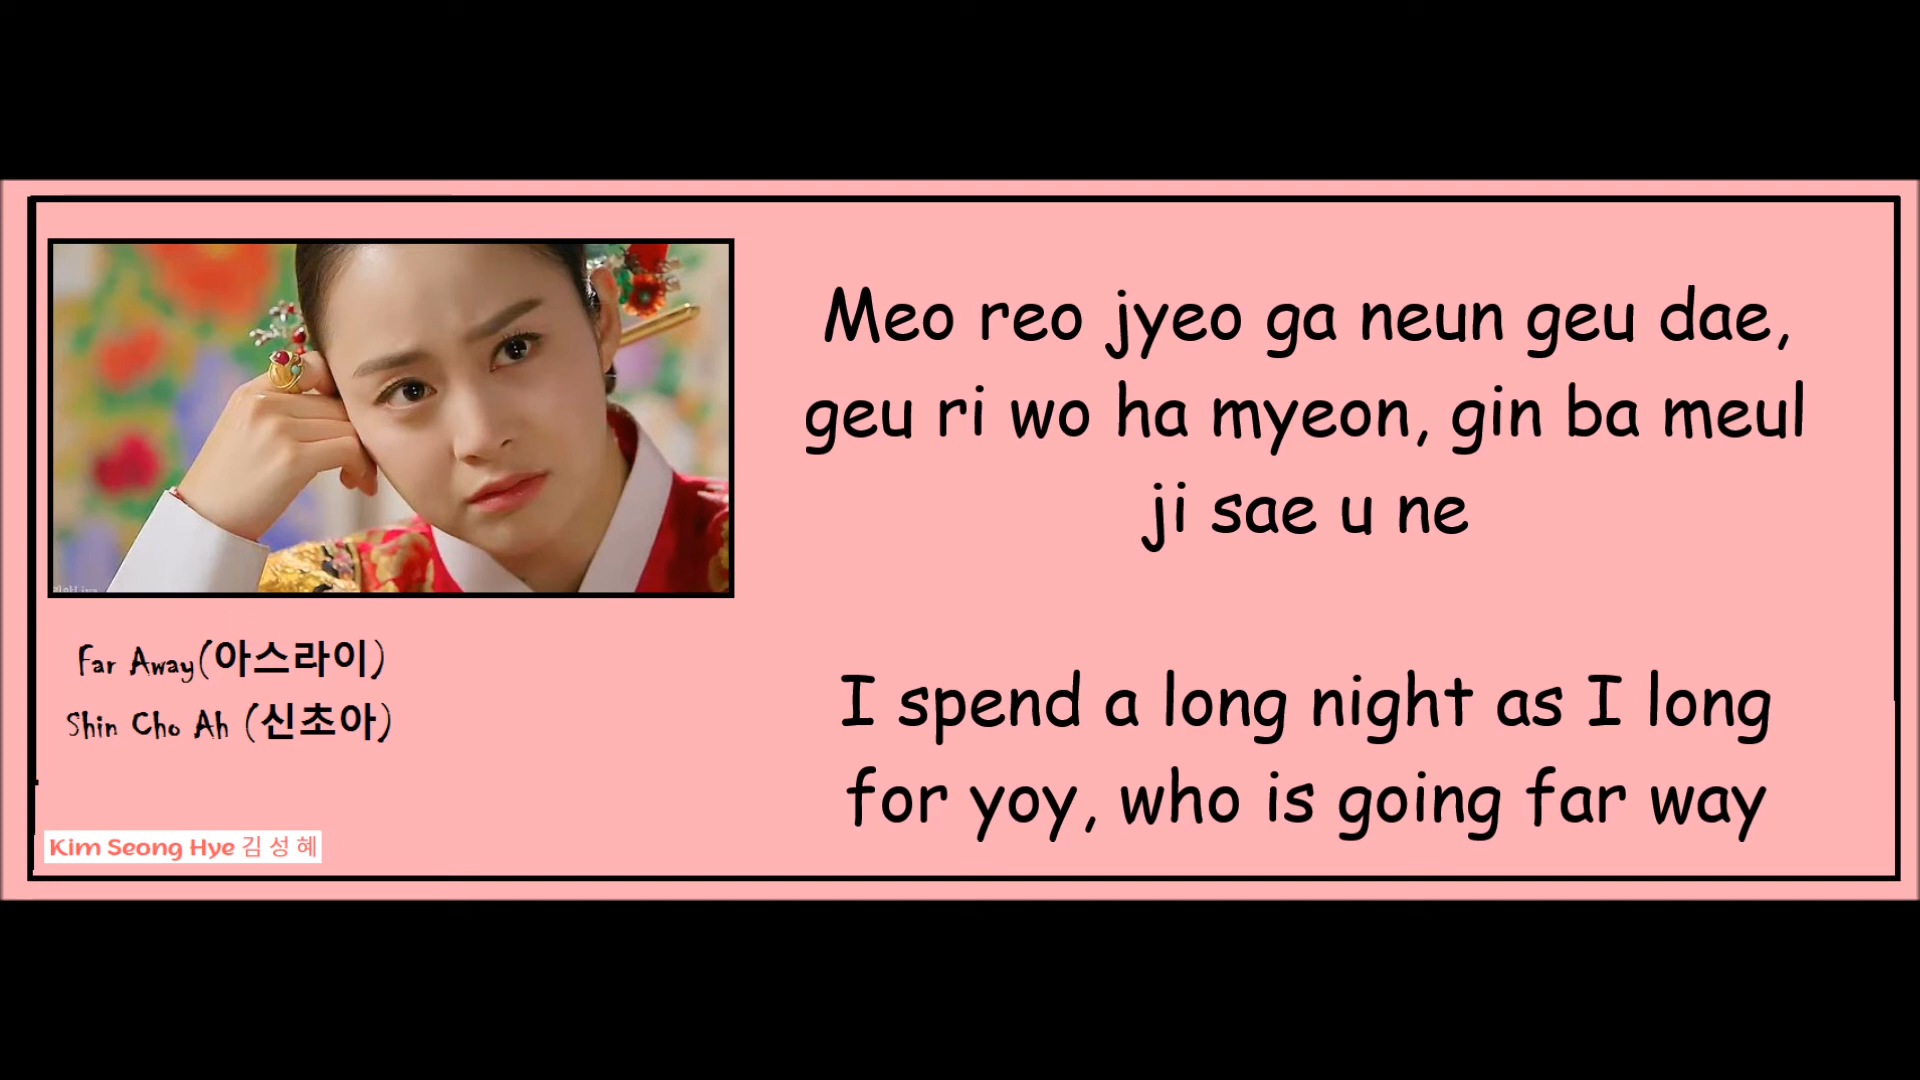 Meo reo jyeo ga neun geu dae,
geu ri wo ha myeon, gin ba meul
ji sae u ne
I spend a long night as I long
for yoy, who is going far way
Far Away(아스라이)
Shin Cho Ah (신초아)
Kim Seong Hye 김성혜